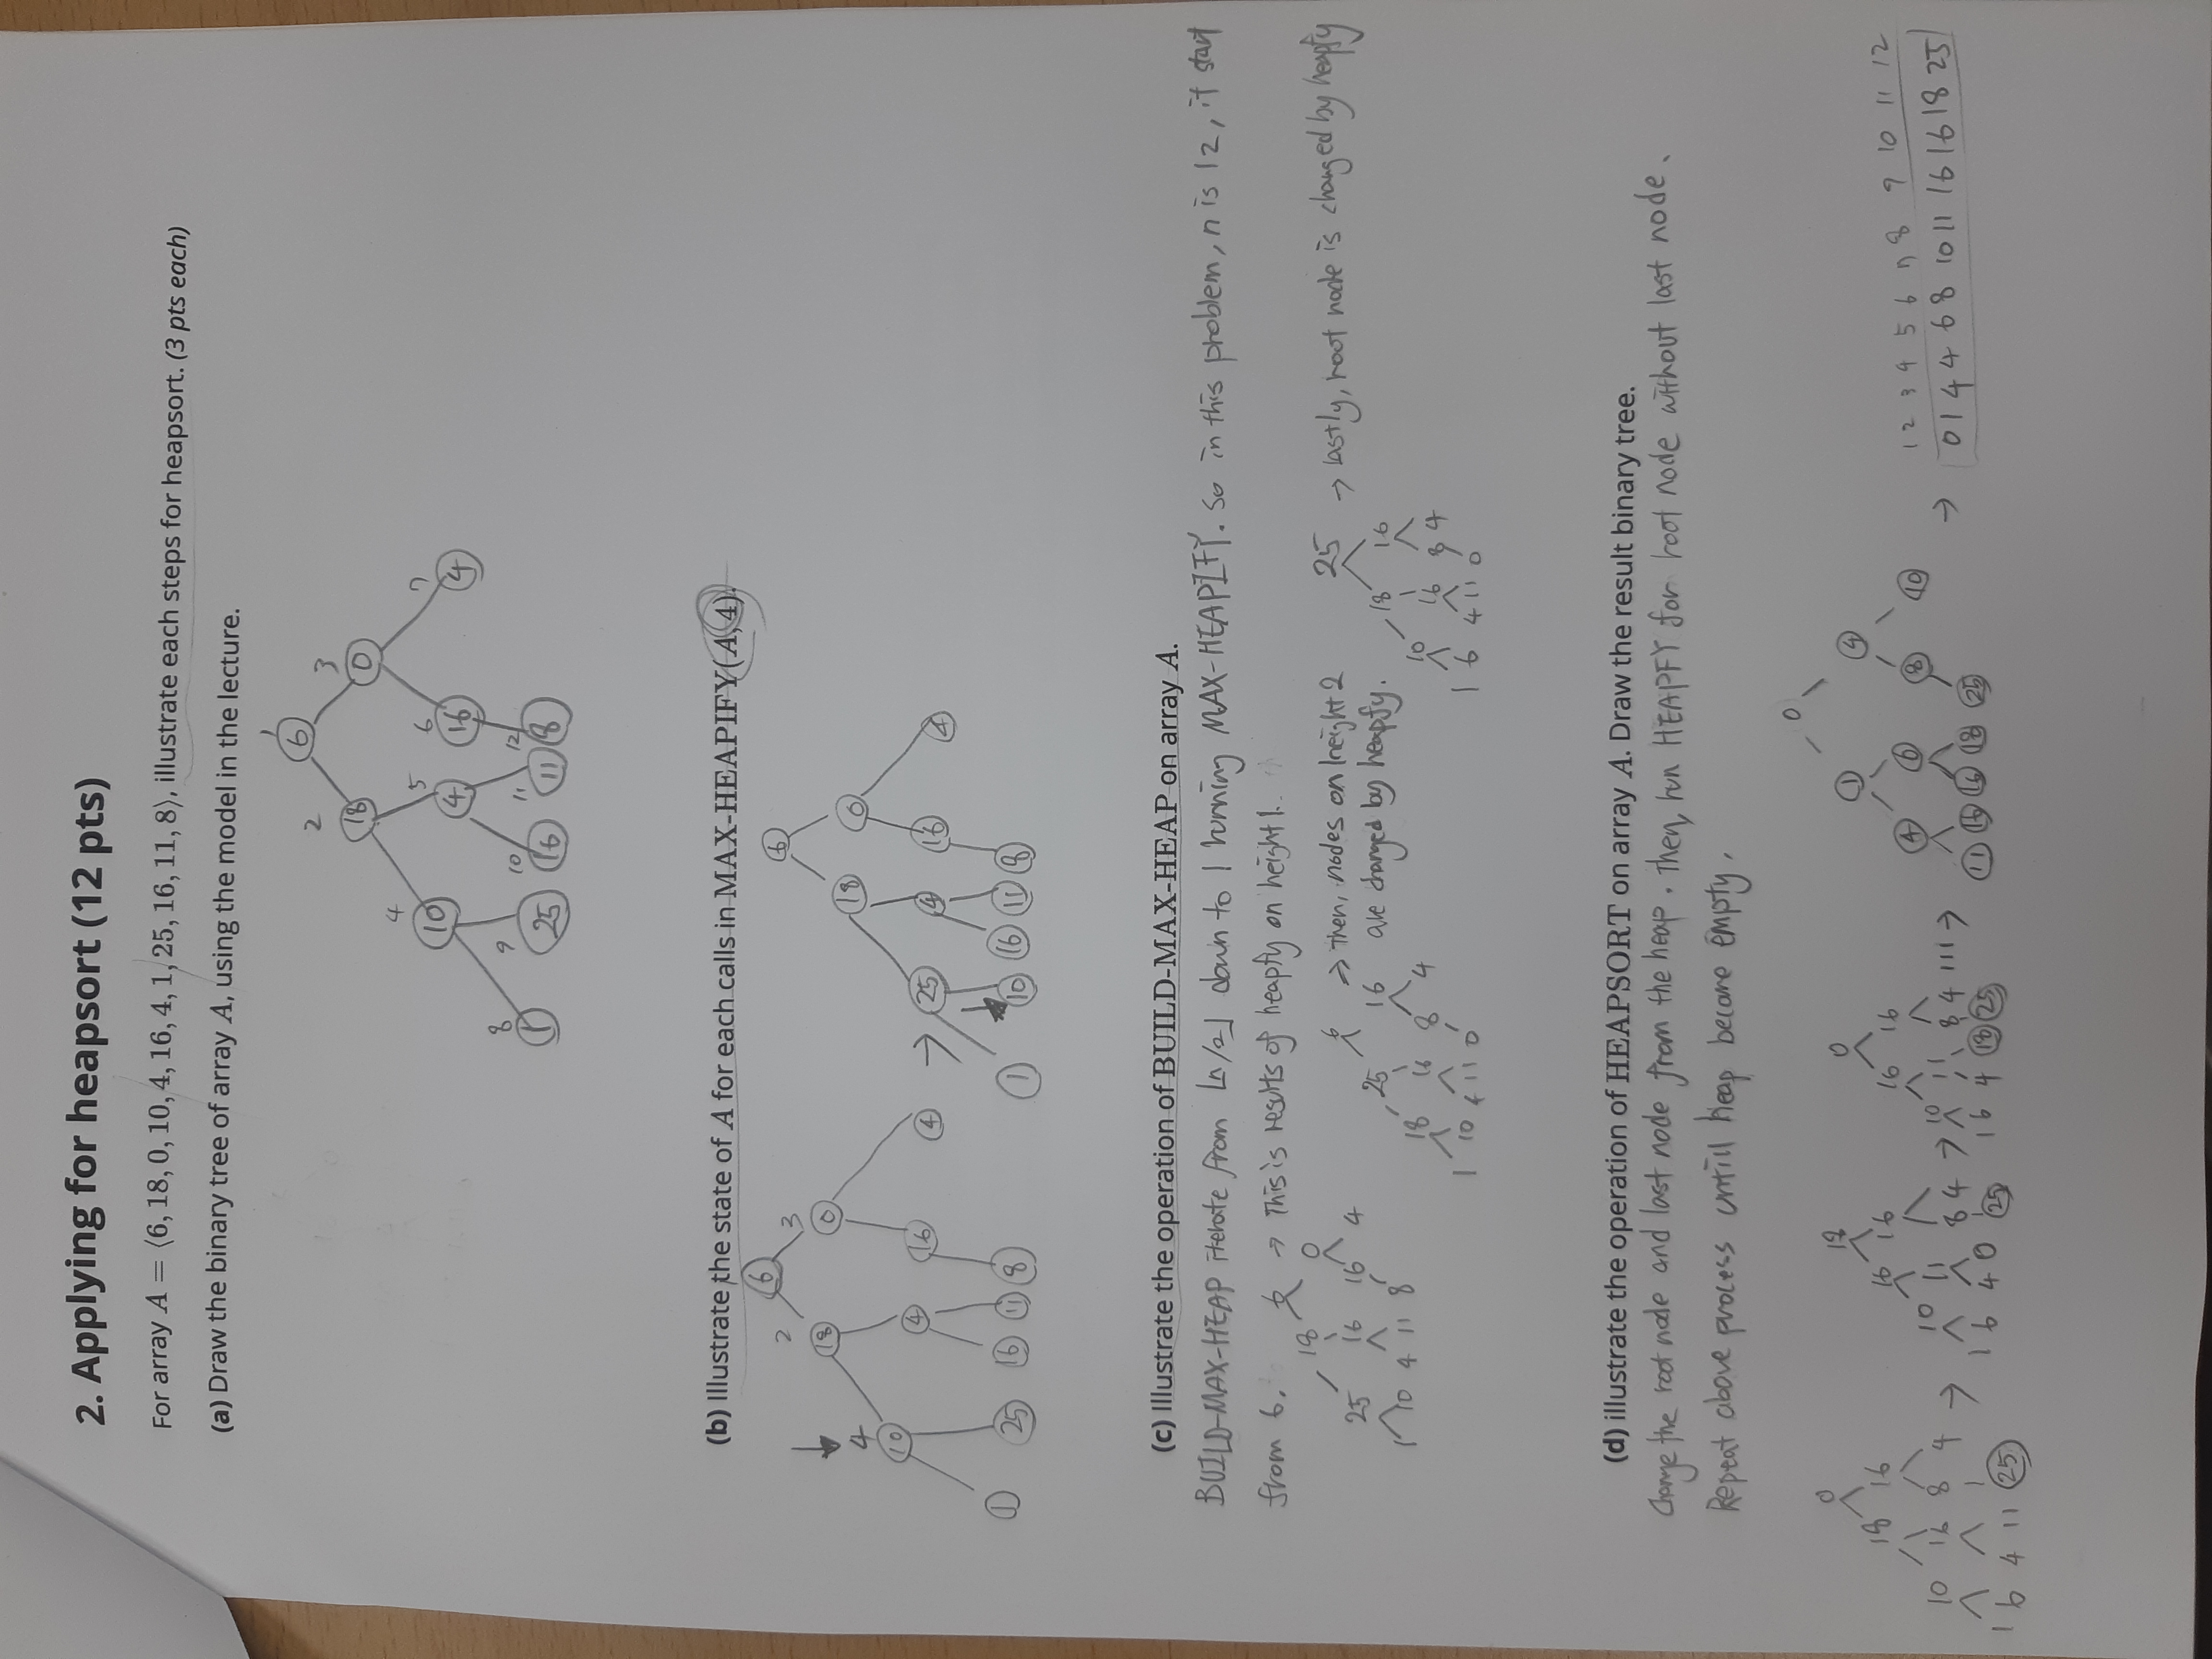 2. Applying for heapsort (12 pts)
For array A = ⟨6, 18, 0, 10, 4, 16, 4, 1, 25, 16, 11, 8⟩, illustrate each steps for heapsort. (3 pts each)
(a) Draw the binary tree of array A, using the model in the lecture.
1
6
2 3
18 0
4 5 6 7
10 4 16 4
8 9 10 11 12
1 25 16 11 8
(b) Illustrate the state of A for each calls in MAX-HEAPIFY(A, 4).
6
2 3
18 0
4
10 4 16 4
1 25 16 11 8
→
6
18 0
25 4 16 4
1 10 16 11 8
(c) Illustrate the operation of BUILD-MAX-HEAP on array A.
BUILD-MAX-HEAP iterate from ⌊n/2⌋ down to 1 running MAX-HEAPIFY. So in this problem, n is 12, it start
from 6.
6 → This is results of heapfy on height 1.
18 0
25 16 16 4
1 10 4 11 8
6 → then, nodes on height 2
are changed by heapfy.
25 16
18 16 8 4
1 10 4 11 0
25 → lastly, root node is changed by heapfy
18 16
10 16 8 4
1 6 4 11 0
(d) illustrate the operation of HEAPSORT on array A. Draw the result binary tree.
Change the root node and last node from the heap. Then, run HEAPFY for root node without last node.
Repeat above process untill heap become empty.
0
18 16
10 16 8 4
1 6 4 11 25
→
18
16 16
10 11 8 4
1 6 4 0 25
→
0
16 16
10 11 8 4
1 6 4 18 25
→
0
1 4
4 6 8 10
11 16 16 18 25
→
1 2 3 4 5 6 7 8 9 10 11 12
0 1 4 4 6 8 10 11 16 16 18 25